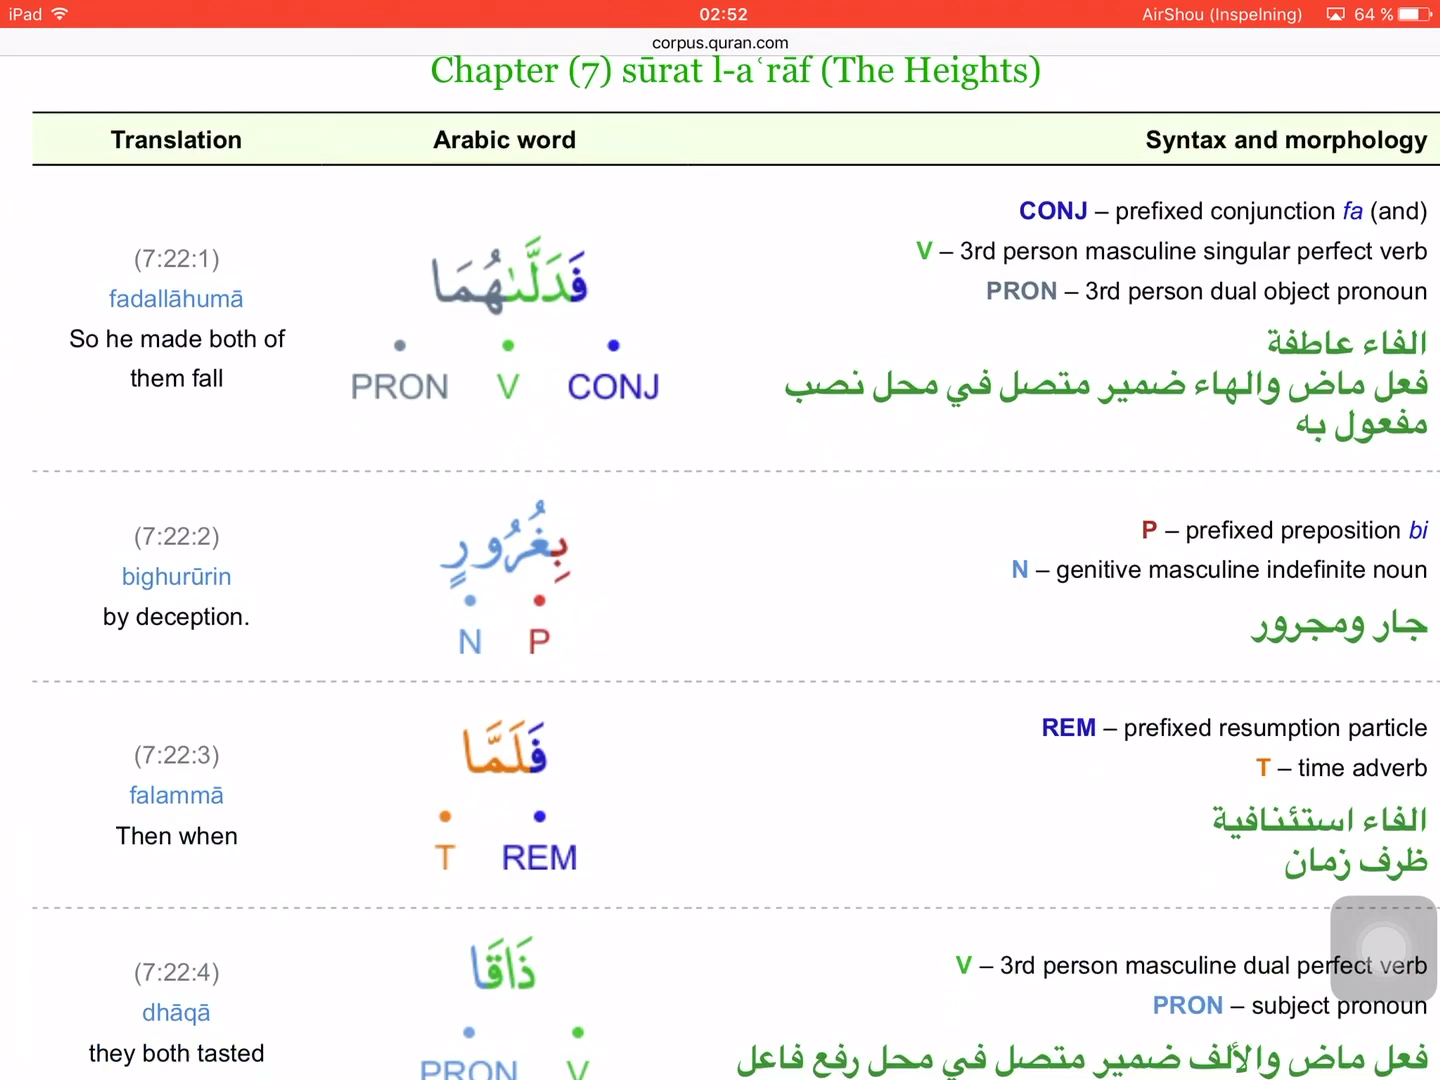 iPad 02:52 AirShou (Inspelning) 64 %
corpus.quran.com
Chapter (7) sūrat l-aʿrāf (The Heights)
Translation Arabic word Syntax and morphology
(7:22:1)
fadallāhumā
So he made both of
them fall
فَدَلَّىٰهُمَا
PRON V CONJ
CONJ – prefixed conjunction fa (and)
V – 3rd person masculine singular perfect verb
PRON – 3rd person dual object pronoun
الفاء عاطفة
فعل ماض والهاء ضمير متصل في محل نصب
مفعول به
(7:22:2)
bighurūrin
by deception.
بِغُرُورٍ
N P
P – prefixed preposition bi
N – genitive masculine indefinite noun
جار ومجرور
(7:22:3)
falammā
Then when
فَلَمَّا
T REM
REM – prefixed resumption particle
T – time adverb
الفاء استئنافية
ظرف زمان
(7:22:4)
dhāqā
they both tasted
ذَاقَا
PRON V
V – 3rd person masculine dual perfect verb
PRON – subject pronoun
فعل ماض والألف ضمير متصل في محل رفع فاعل